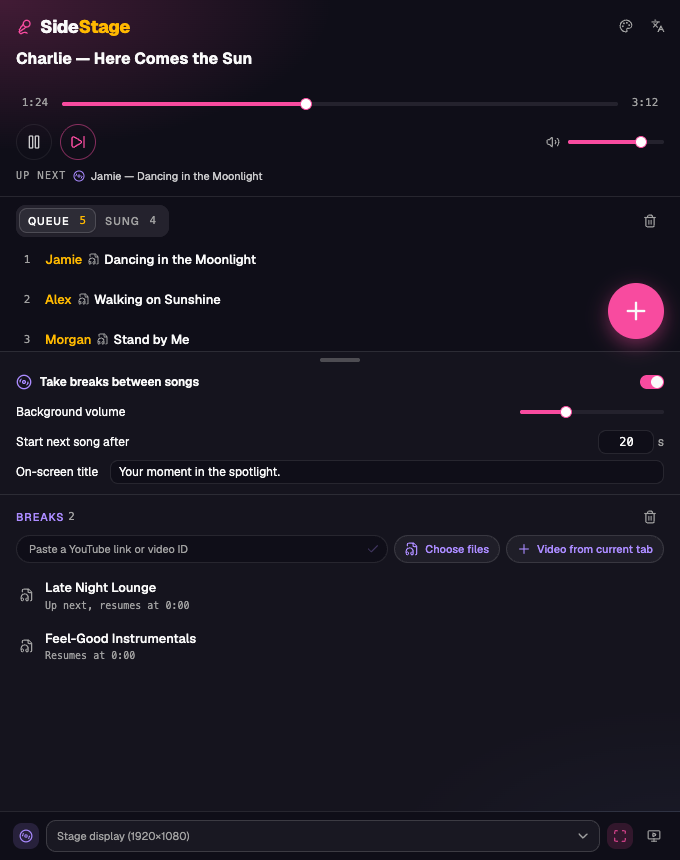 SideStage
Charlie — Here Comes the Sun
1:24 3:12
UP NEXT Jamie — Dancing in the Moonlight
QUEUE 5 SUNG 4
1 Jamie Dancing in the Moonlight
2 Alex Walking on Sunshine
3 Morgan Stand by Me
Take breaks between songs
Background volume
Start next song after 20 s
On-screen title Your moment in the spotlight.
BREAKS 2
Paste a YouTube link or video ID Choose files Video from current tab
Late Night Lounge
Up next, resumes at 0:00
Feel-Good Instrumentals
Resumes at 0:00
Stage display (1920×1080)